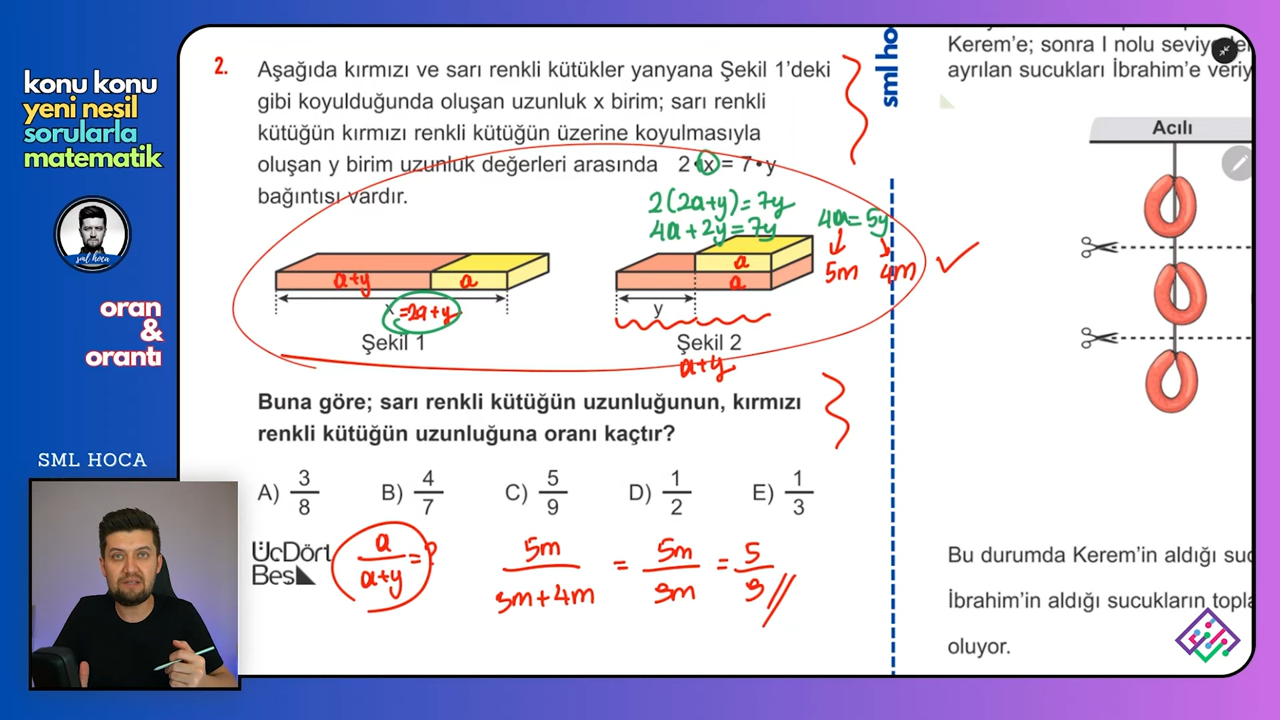 konu konu
yeni nesil
sorularla
matematik
sml hoca
oran
&
orantı
SML HOCA
2.
Aşağıda kırmızı ve sarı renkli kütükler yanyana Şekil 1'deki
gibi koyulduğunda oluşan uzunluk x birim; sarı renkli
kütüğün kırmızı renkli kütüğün üzerine koyulmasıyla
oluşan y birim uzunluk değerleri arasında 2•x = 7•y
bağıntısı vardır.
2(2a+y)=7y
4a+2y=7y
4a=5y
5m 4m
a+y a
x =2a+y
Şekil 1
a
a
y
Şekil 2
a+y
Buna göre; sarı renkli kütüğün uzunluğunun, kırmızı
renkli kütüğün uzunluğuna oranı kaçtır?
A) 3/8 B) 4/7 C) 5/9 D) 1/2 E) 1/3
ÜçDört
Beş
a/a+y = ?
5m/5m+4m = 5m/9m = 5/9
sml ho
Kerem'e; sonra I nolu seviye
ayrılan sucukları İbrahim'e veriy
Acılı
Bu durumda Kerem'in aldığı suc
İbrahim'in aldığı sucukların topla
oluyor.